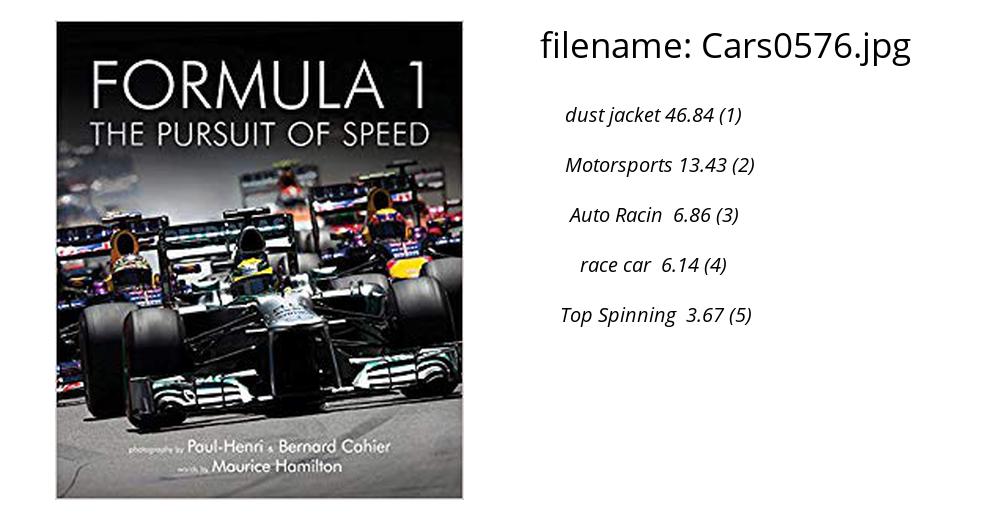 FORMULA 1
THE PURSUIT OF SPEED
photography by Paul-Henri & Bernard Cahier
words by Maurice Hamilton
filename: Cars0576.jpg
dust jacket 46.84 (1)
Motorsports 13.43 (2)
Auto Racin 6.86 (3)
race car 6.14 (4)
Top Spinning 3.67 (5)